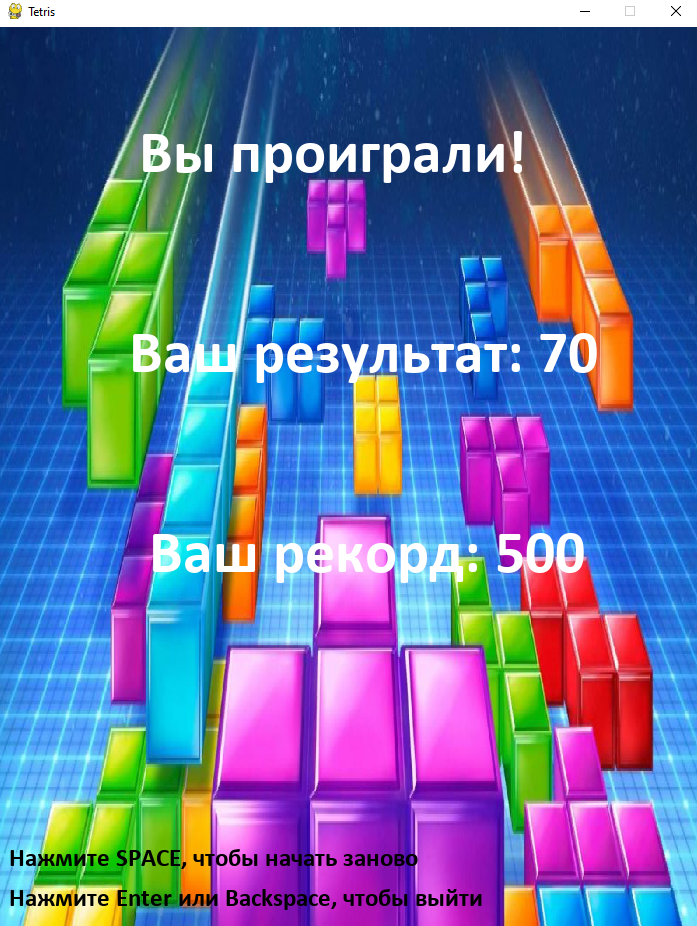 Tetris
Вы проиграли!
Ваш результат: 70
Ваш рекорд: 500
Нажмите SPACE, чтобы начать заново
Нажмите Enter или Backspace, чтобы выйти